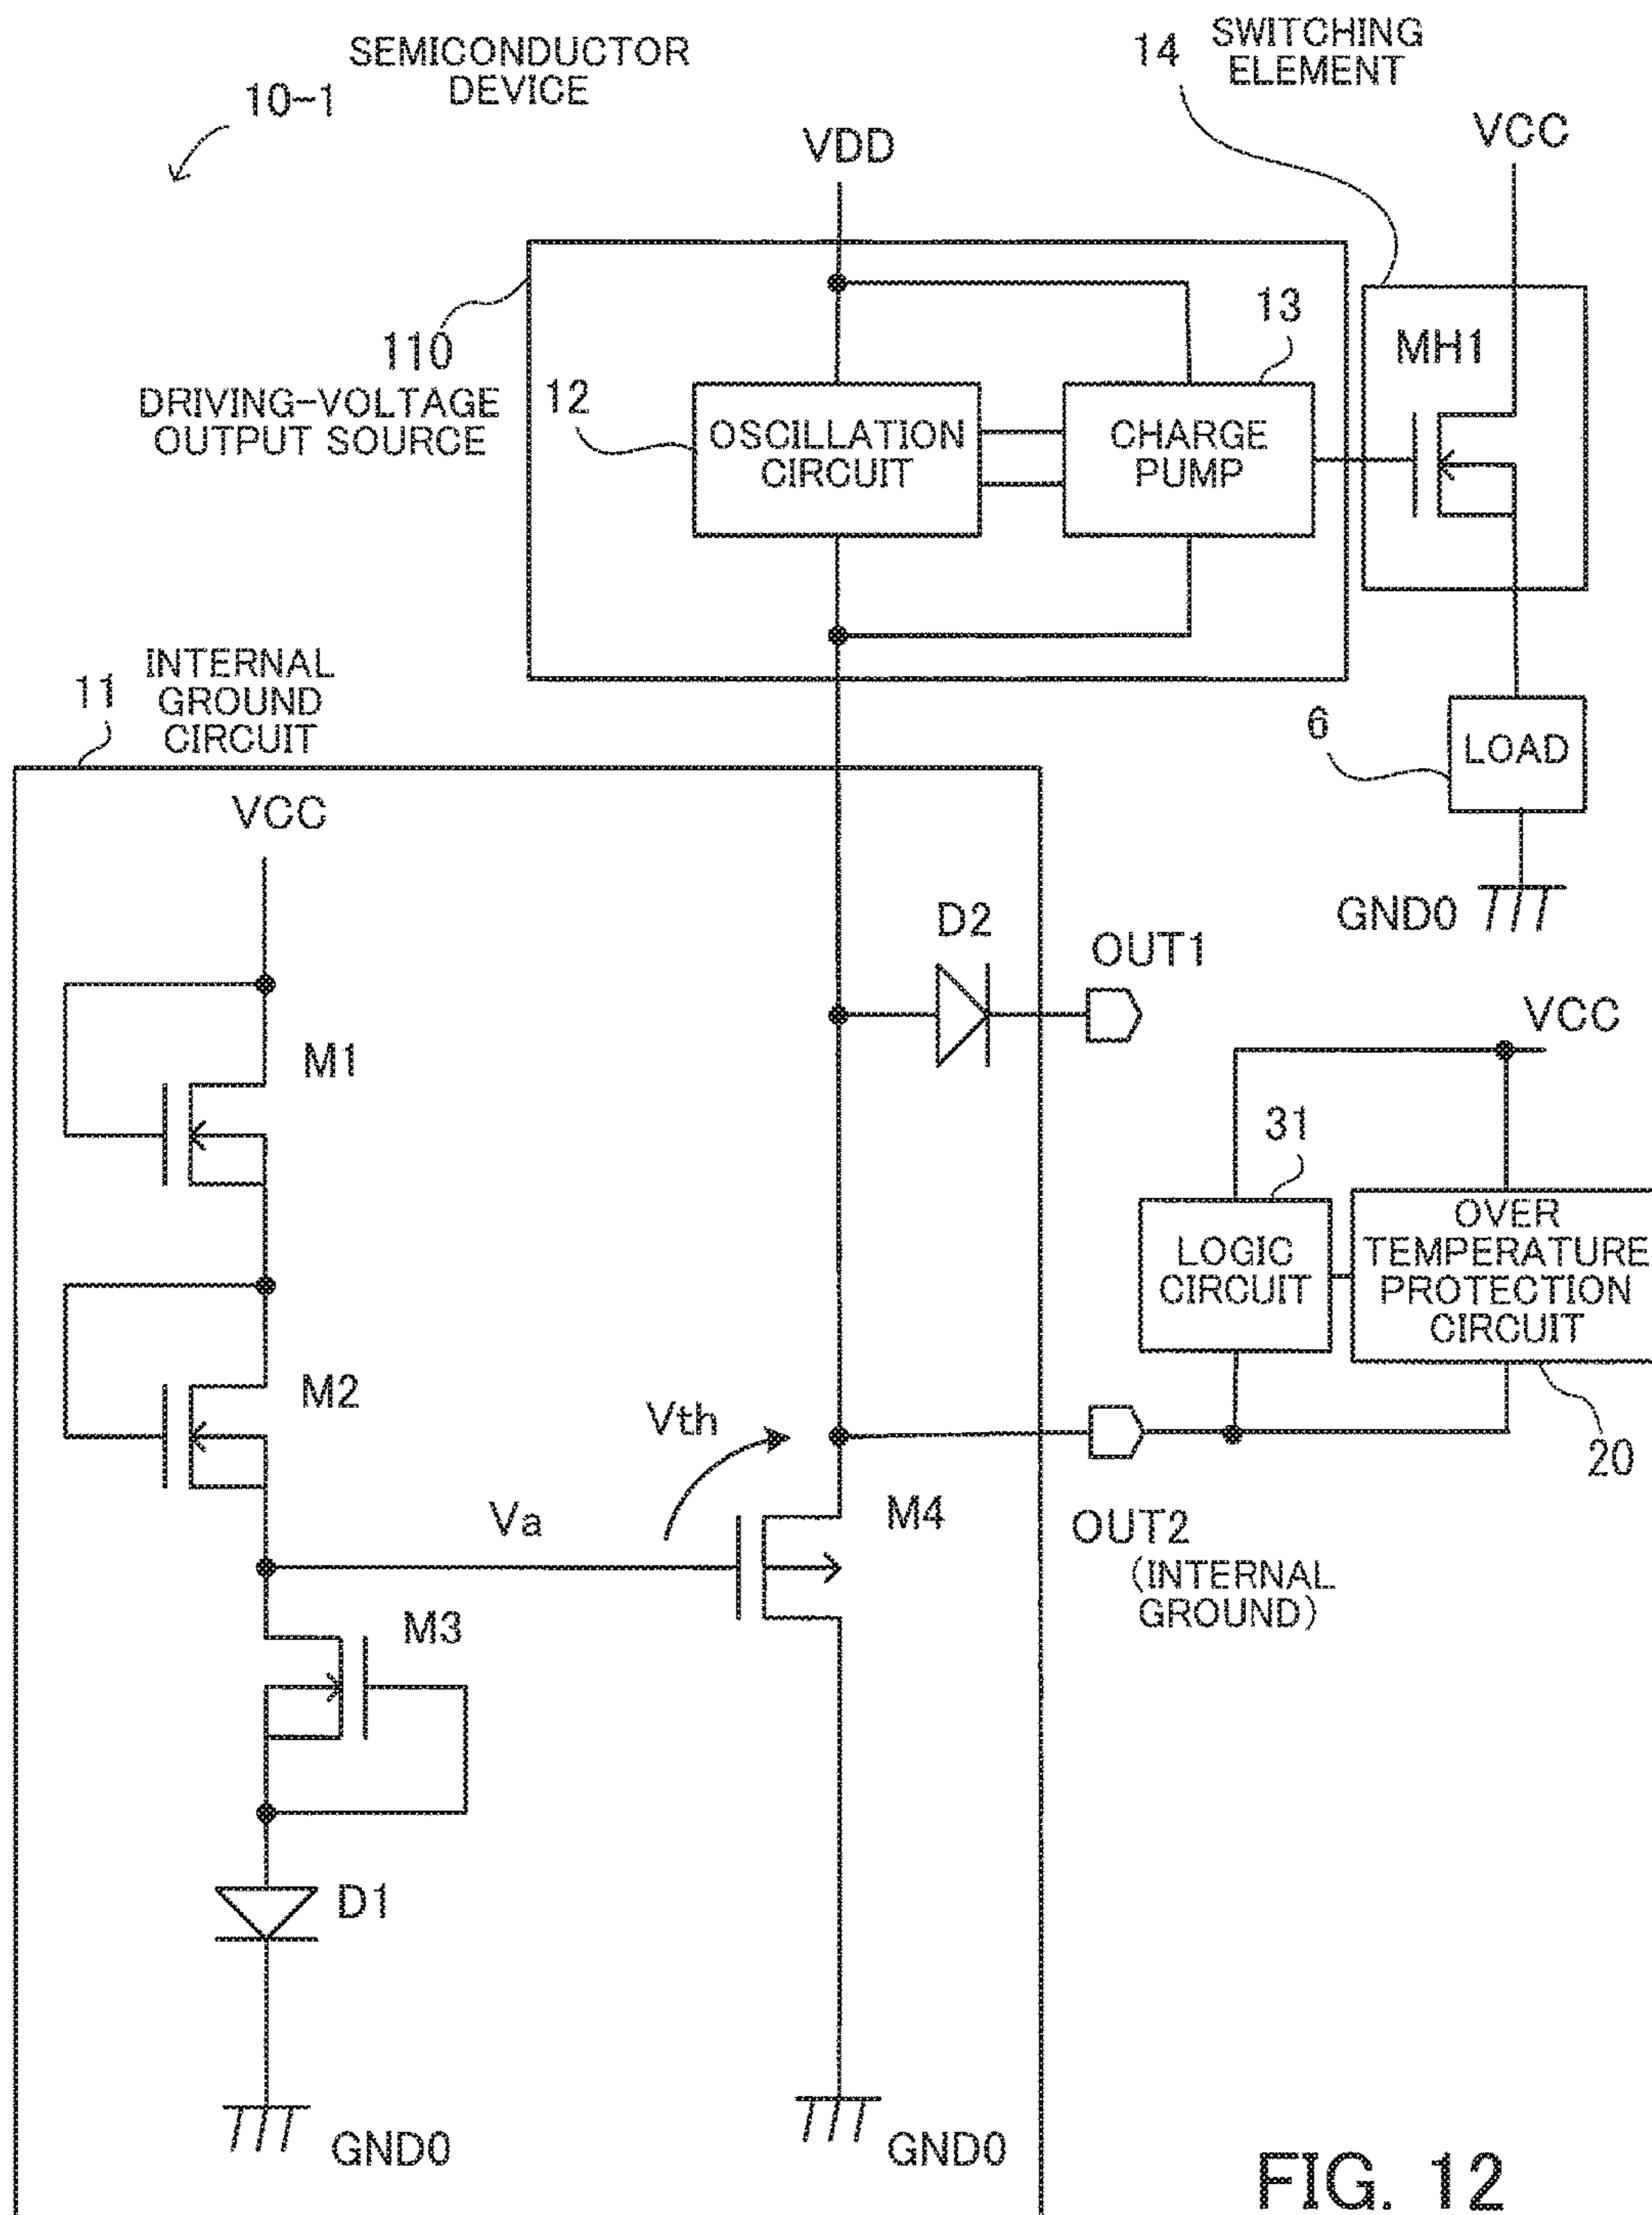 SEMICONDUCTOR
DEVICE
10-1
14
SWITCHING
ELEMENT
VDD
VCC
110
DRIVING-VOLTAGE
OUTPUT SOURCE
12
OSCILLATION
CIRCUIT
13
CHARGE
PUMP
MH1
11
INTERNAL
GROUND
CIRCUIT
6
LOAD
GND0
VCC
D2
OUT1
M1
VCC
31
LOGIC
CIRCUIT
OVER
TEMPERATURE
PROTECTION
CIRCUIT
20
M2
Vth
Va
M4
OUT2
(INTERNAL
GROUND)
M3
D1
GND0
GND0
FIG. 12